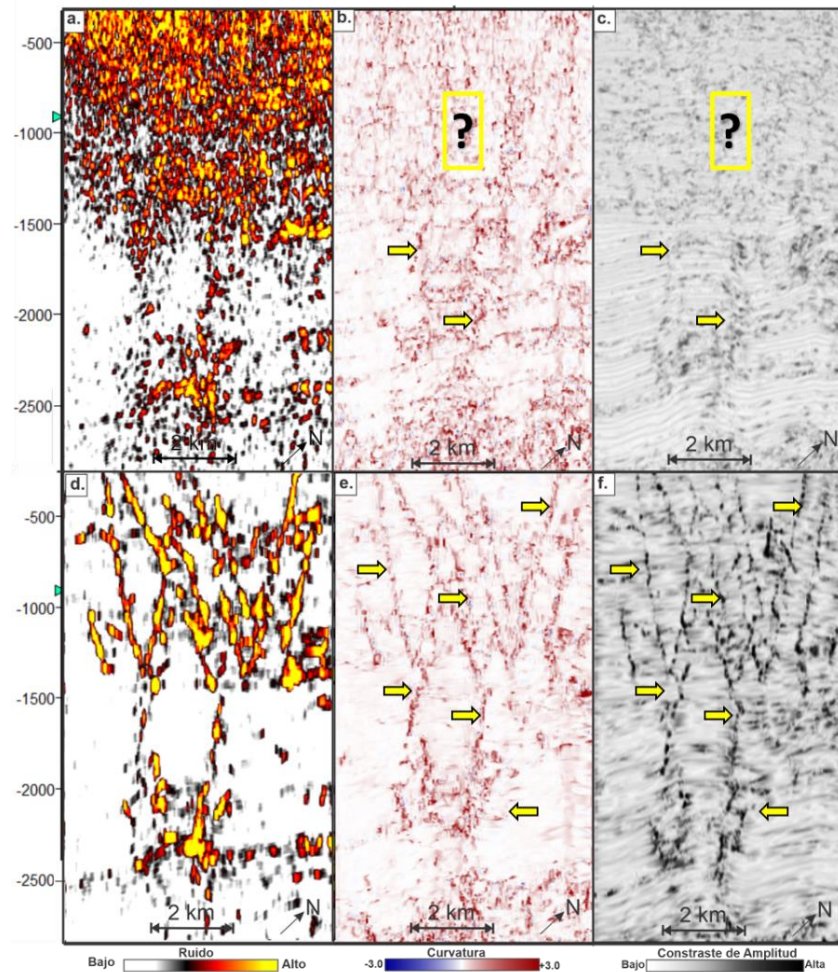 a.
b.
c.
-300
-1000
-1500
-2000
-2500
?
?
2 km
N
2 km
N
2 km
N
d.
e.
f.
-500
-1000
-1500
-2000
-2500
2 km
N
2 km
N
2 km
N
Ruido
Bajo Alto
Curvatura
-3.0 +3.0
Constraste de Amplitud
Bajo Alta